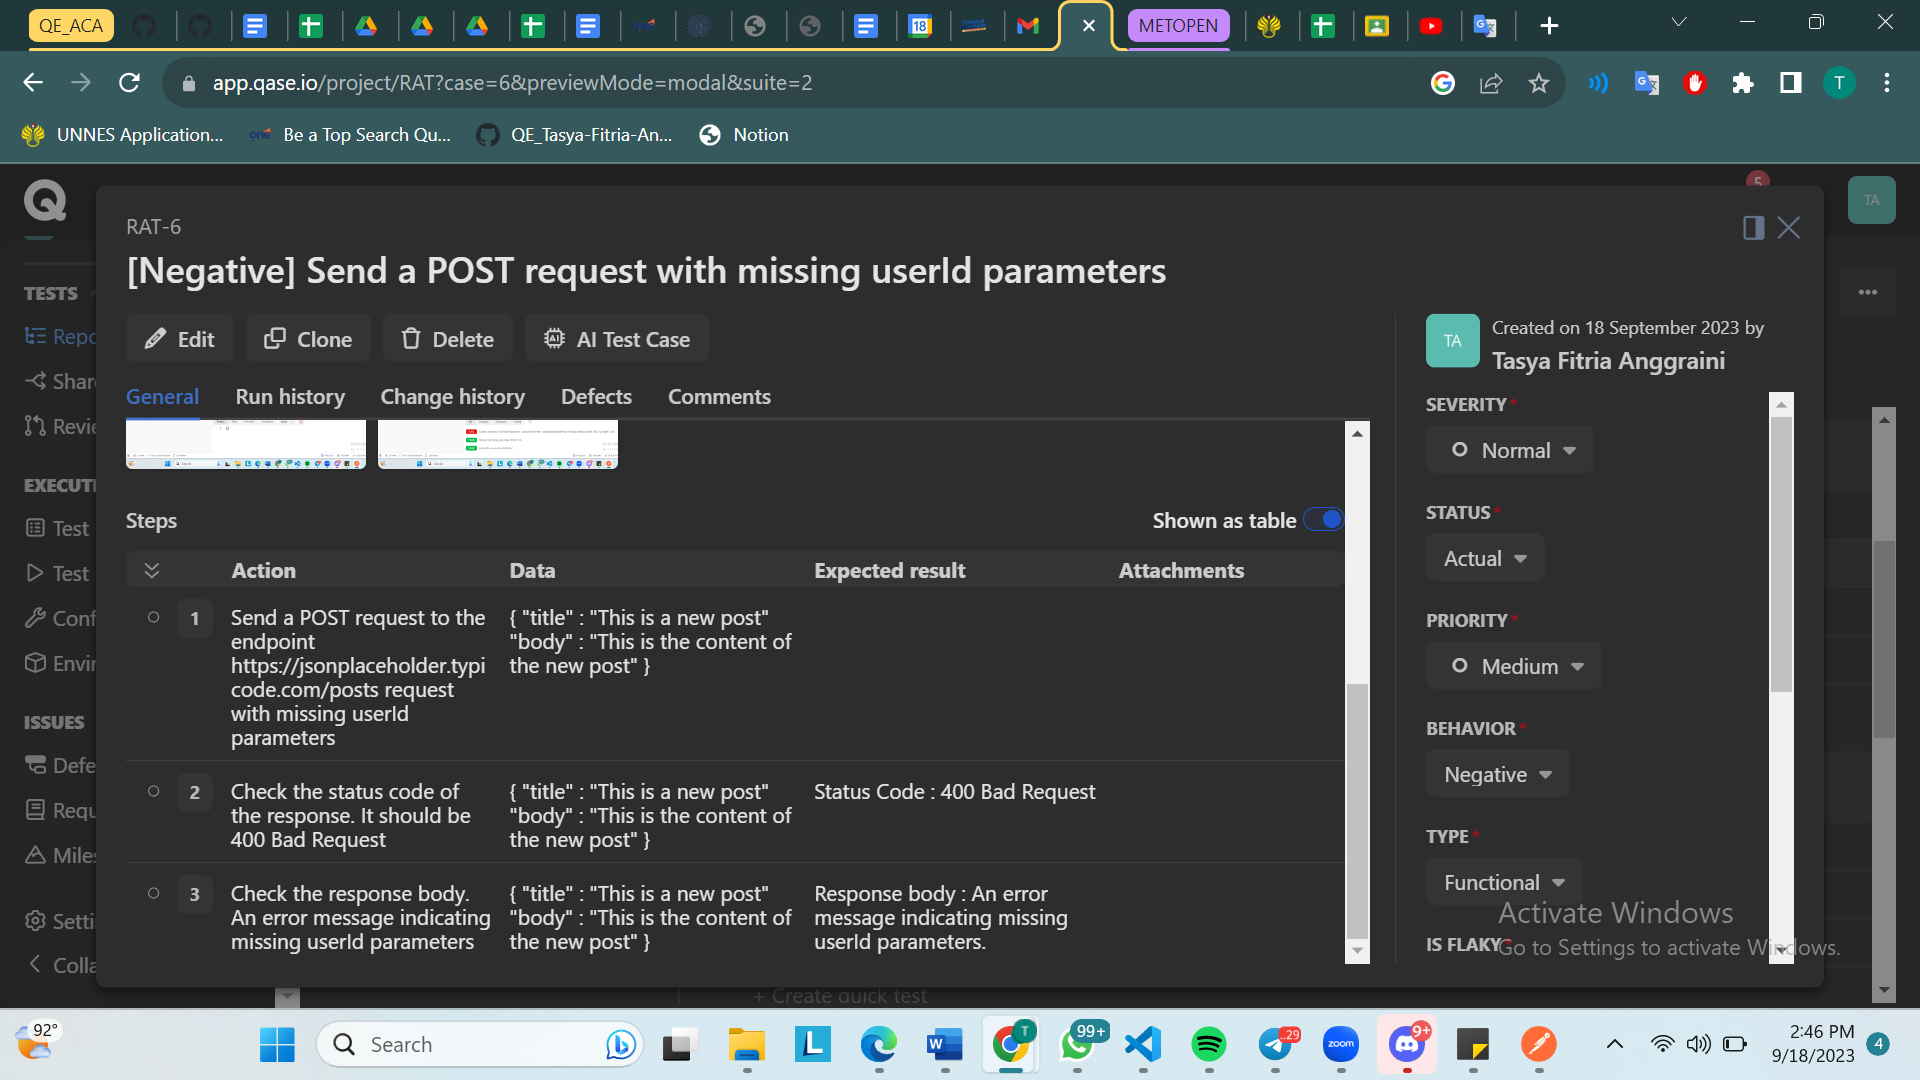 QE_ACA
METOPEN
app.qase.io/project/RAT?case=6&previewMode=modal&suite=2
T
UNNES Application...
Be a Top Search Qu...
QE_Tasya-Fitria-An...
Notion
5
TA
RAT-6
[Negative] Send a POST request with missing userId parameters
Edit
Clone
Delete
AI Test Case
General
Run history
Change history
Defects
Comments
TA
Created on 18 September 2023 by
Tasya Fitria Anggraini
TESTS
Repo
Shar
Revie
EXECUTI
Test
Test
Conf
Envir
ISSUES
Defe
Requ
Miles
Setti
Colla
Steps
Shown as table
Action
Data
Expected result
Attachments
1
Send a POST request to the
endpoint
https://jsonplaceholder.typi
code.com/posts request
with missing userId
parameters
{ "title" : "This is a new post"
"body" : "This is the content of
the new post" }
2
Check the status code of
the response. It should be
400 Bad Request
{ "title" : "This is a new post"
"body" : "This is the content of
the new post" }
Status Code : 400 Bad Request
3
Check the response body.
An error message indicating
missing userId parameters
{ "title" : "This is a new post"
"body" : "This is the content of
the new post" }
Response body : An error
message indicating missing
userId parameters.
SEVERITY*
Normal
STATUS*
Actual
PRIORITY*
Medium
BEHAVIOR*
Negative
TYPE*
Functional
IS FLAKY*
Activate Windows
Go to Settings to activate Windows.
+ Create quick test
92°
Search
T
99+
29
zoom
9+
2:46 PM
9/18/2023
4